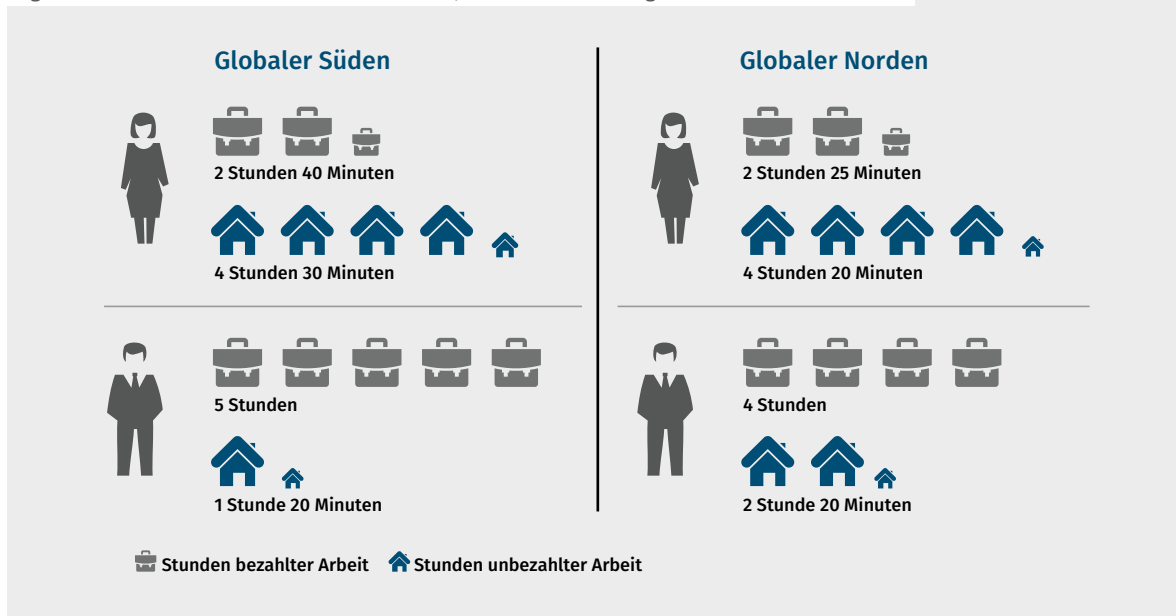 Globaler Süden
Globaler Norden
2 Stunden 40 Minuten
2 Stunden 25 Minuten
4 Stunden 30 Minuten
4 Stunden 20 Minuten
5 Stunden
4 Stunden
1 Stunde 20 Minuten
2 Stunde 20 Minuten
Stunden bezahlter Arbeit
Stunden unbezahlter Arbeit